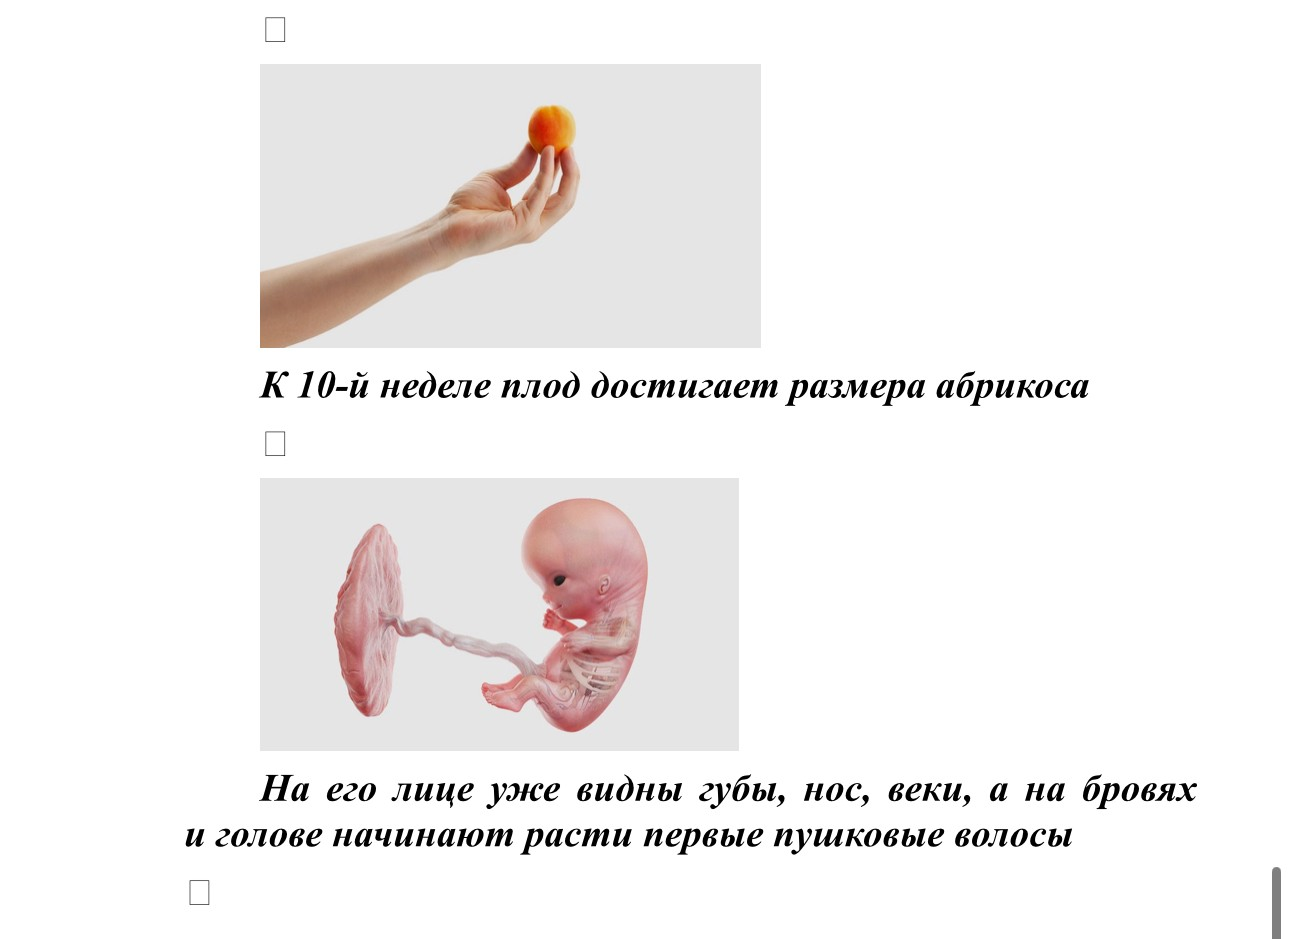 К 10-й неделе плод достигает размера абрикоса
На его лице уже видны губы, нос, веки, а на бровях
и голове начинают расти первые пушковые волосы